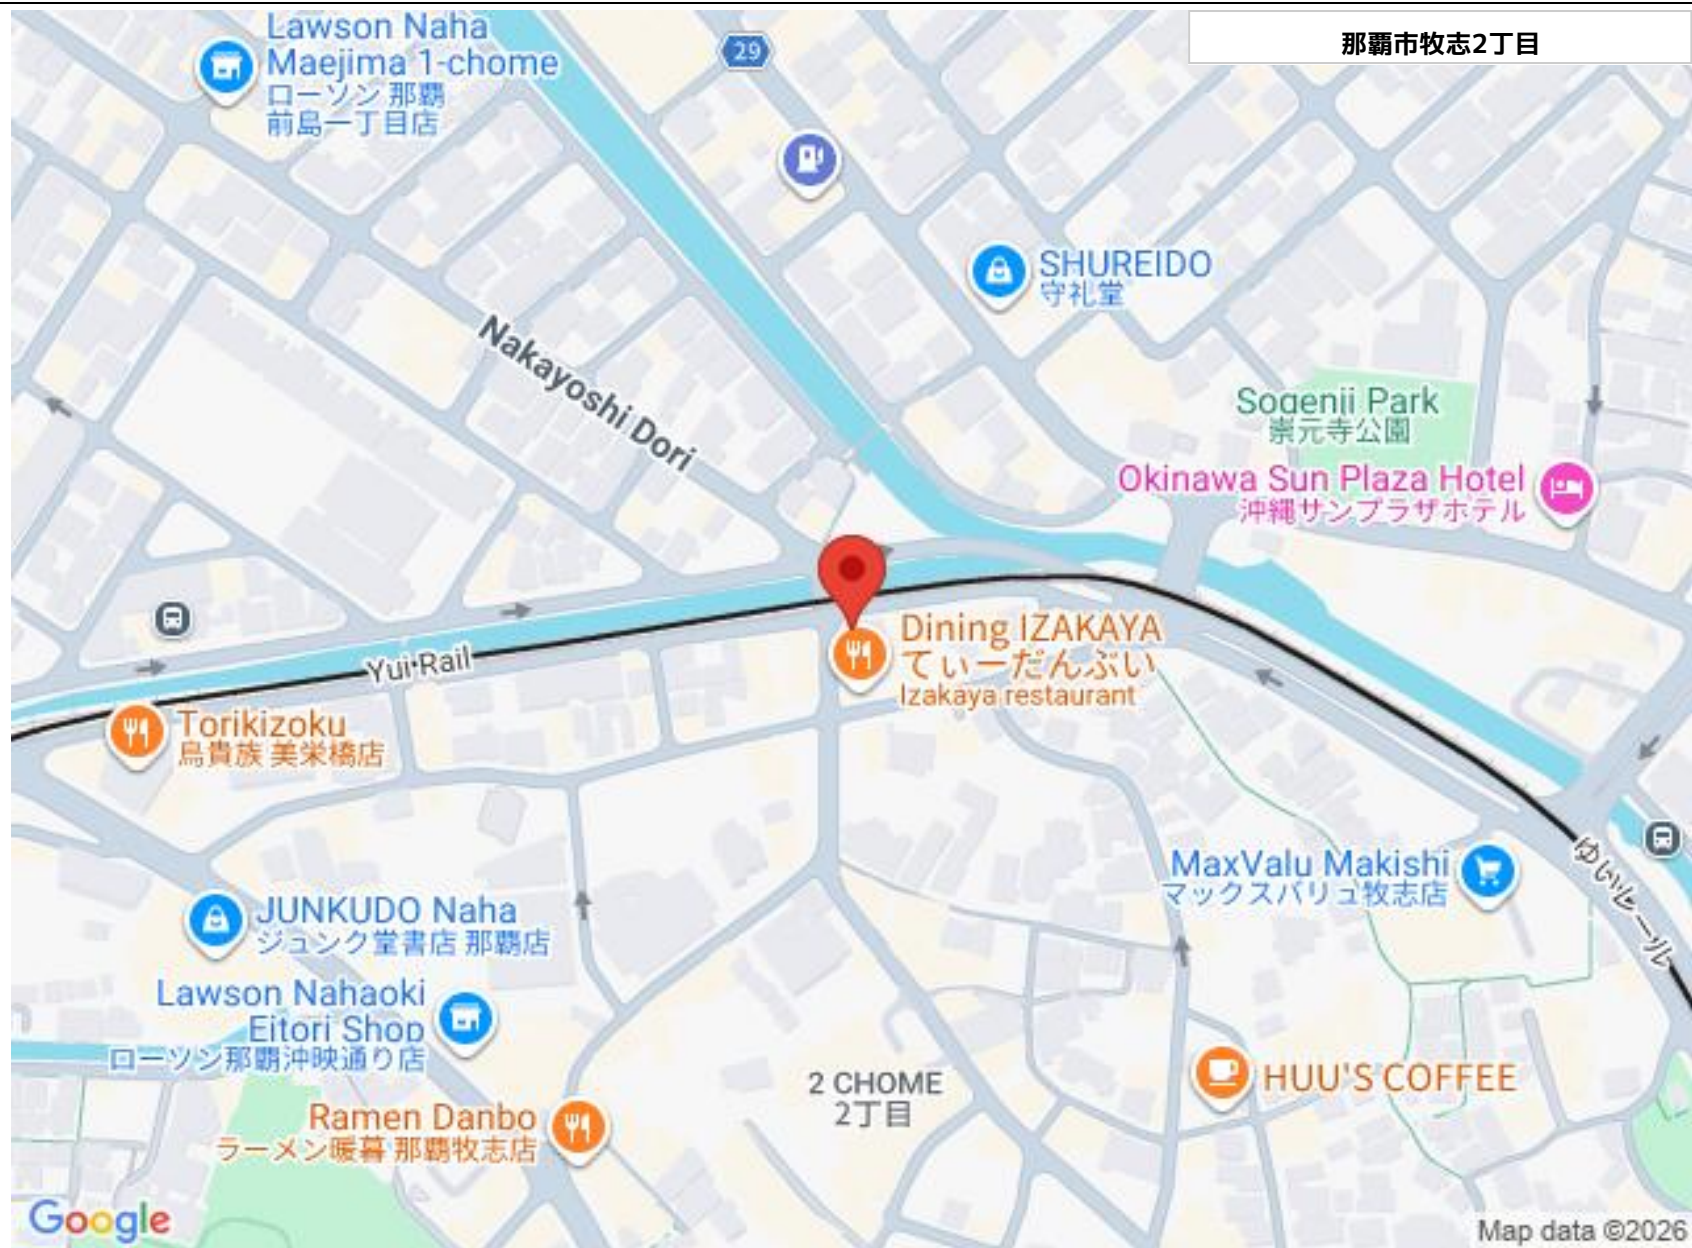 那覇市牧志2丁目
Lawson Naha
Maejima 1-chome
ローソン 那覇
前島一丁目店
29
SHUREIDO
守礼堂
Nakayoshi Dori
Sogenji Park
崇元寺公園
Okinawa Sun Plaza Hotel
沖縄サンプラザホテル
Dining IZAKAYA
てぃーだんぶい
Izakaya restaurant
Yui Rail
Torikizoku
鳥貴族 美栄橋店
MaxValu Makishi
マックスバリュ牧志店
ゆいレール
JUNKUDO Naha
ジュンク堂書店 那覇店
Lawson Nahaoki
Eitori Shop
ローソン那覇沖映通り店
2 CHOME
2丁目
HUU'S COFFEE
Ramen Danbo
ラーメン暖暮 那覇牧志店
Google
Map data ©2026